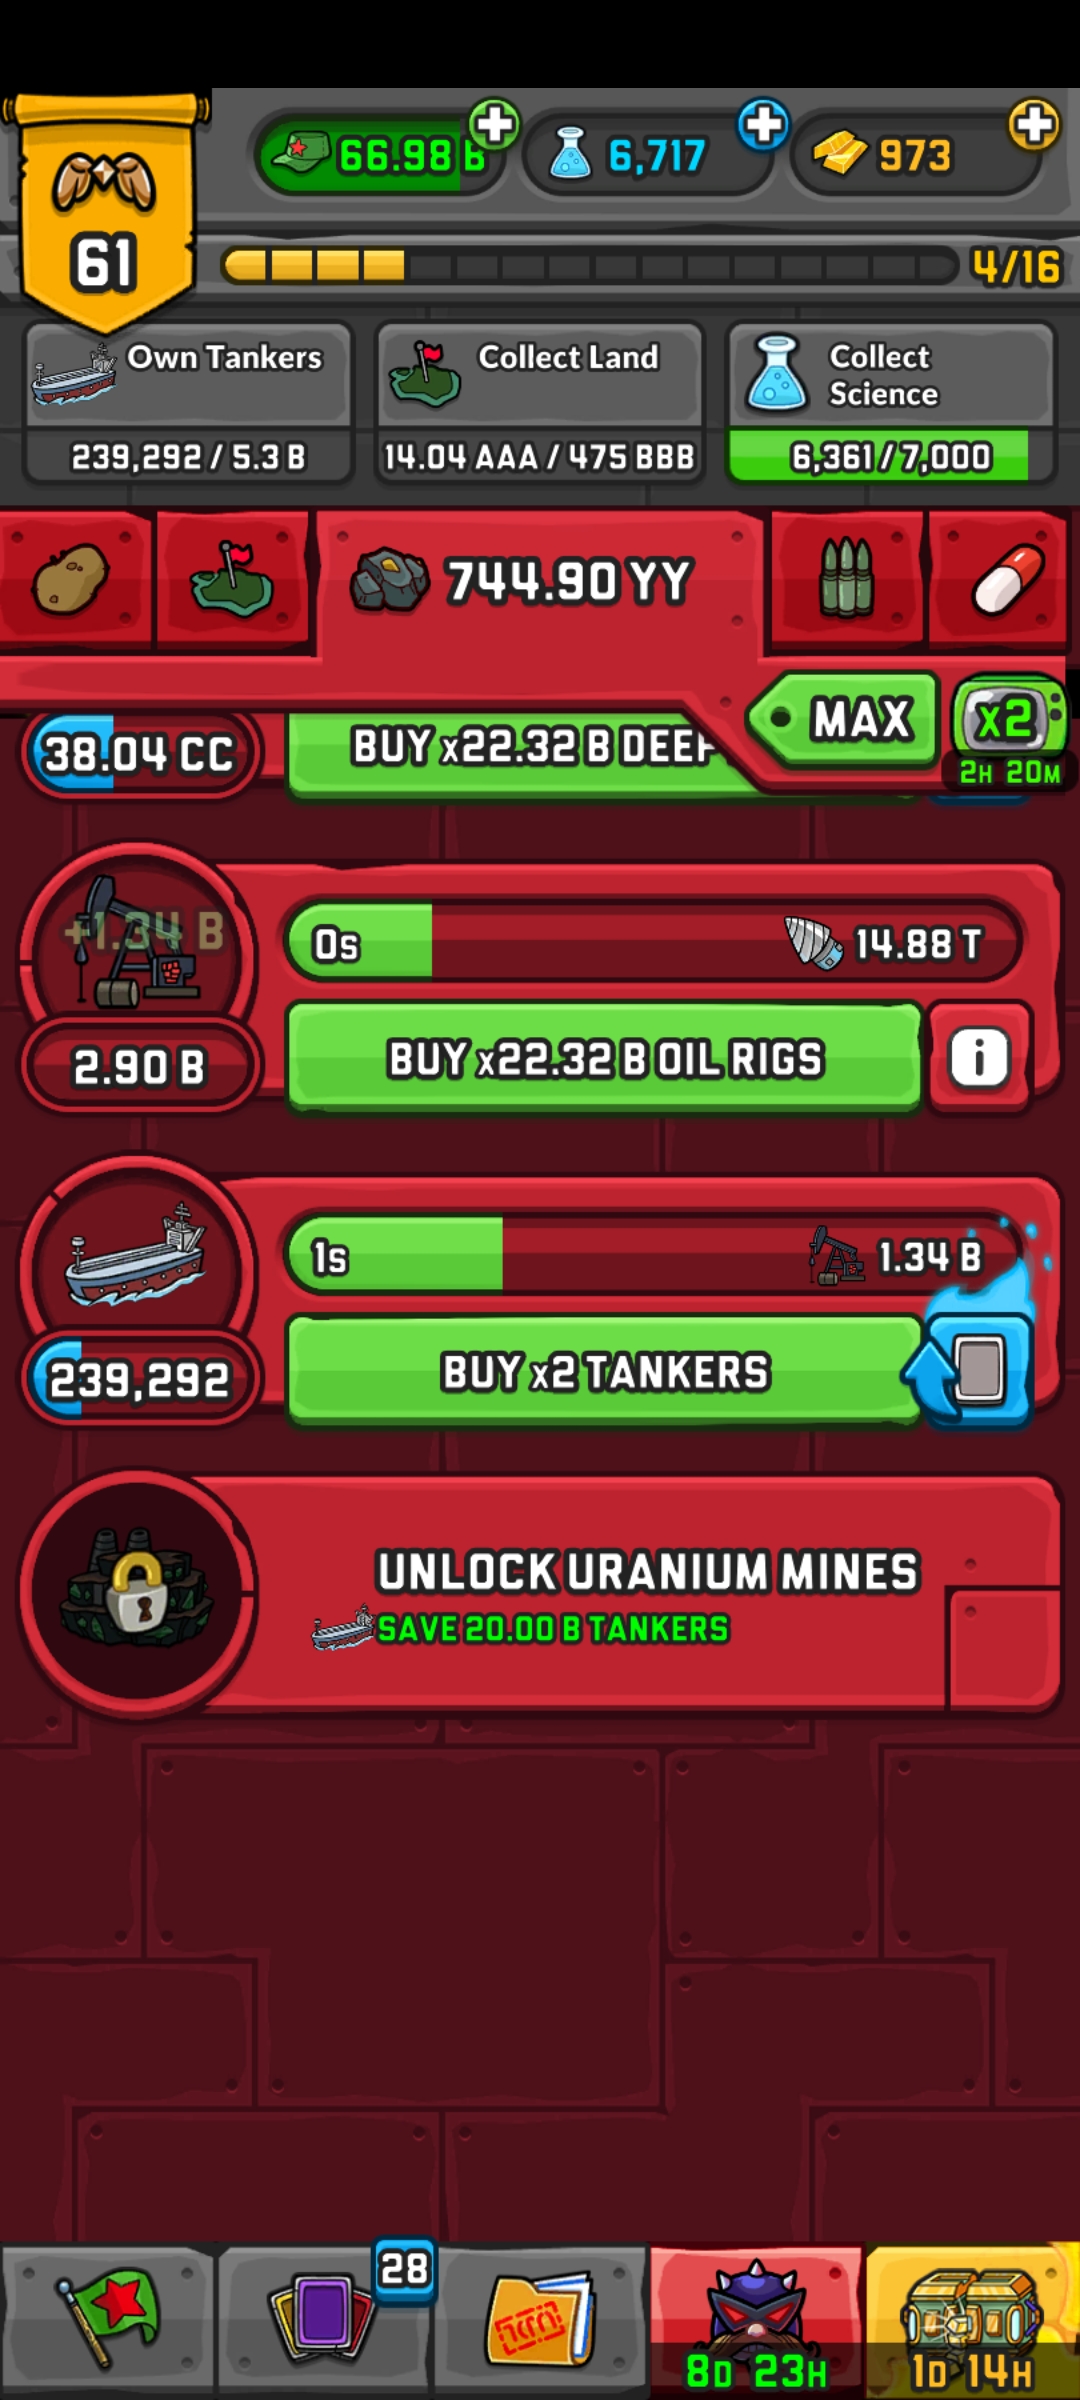 66.98 B
6,717
973
61
4/16
Own Tankers
Collect Land
Collect
Science
239,292 / 5.3 B
14.04 AAA / 475 BBB
6,361 / 7,000
744.90 YY
MAX
x2
2H 20M
38.04 CC
BUY x22.32 B DEEP
+1.34 B
0s
14.88 T
2.90 B
BUY x22.32 B OIL RIGS
i
1s
1.34 B
239,292
BUY x2 TANKERS
UNLOCK URANIUM MINES
SAVE 20.00 B TANKERS
28
8D 23H
1D 14H